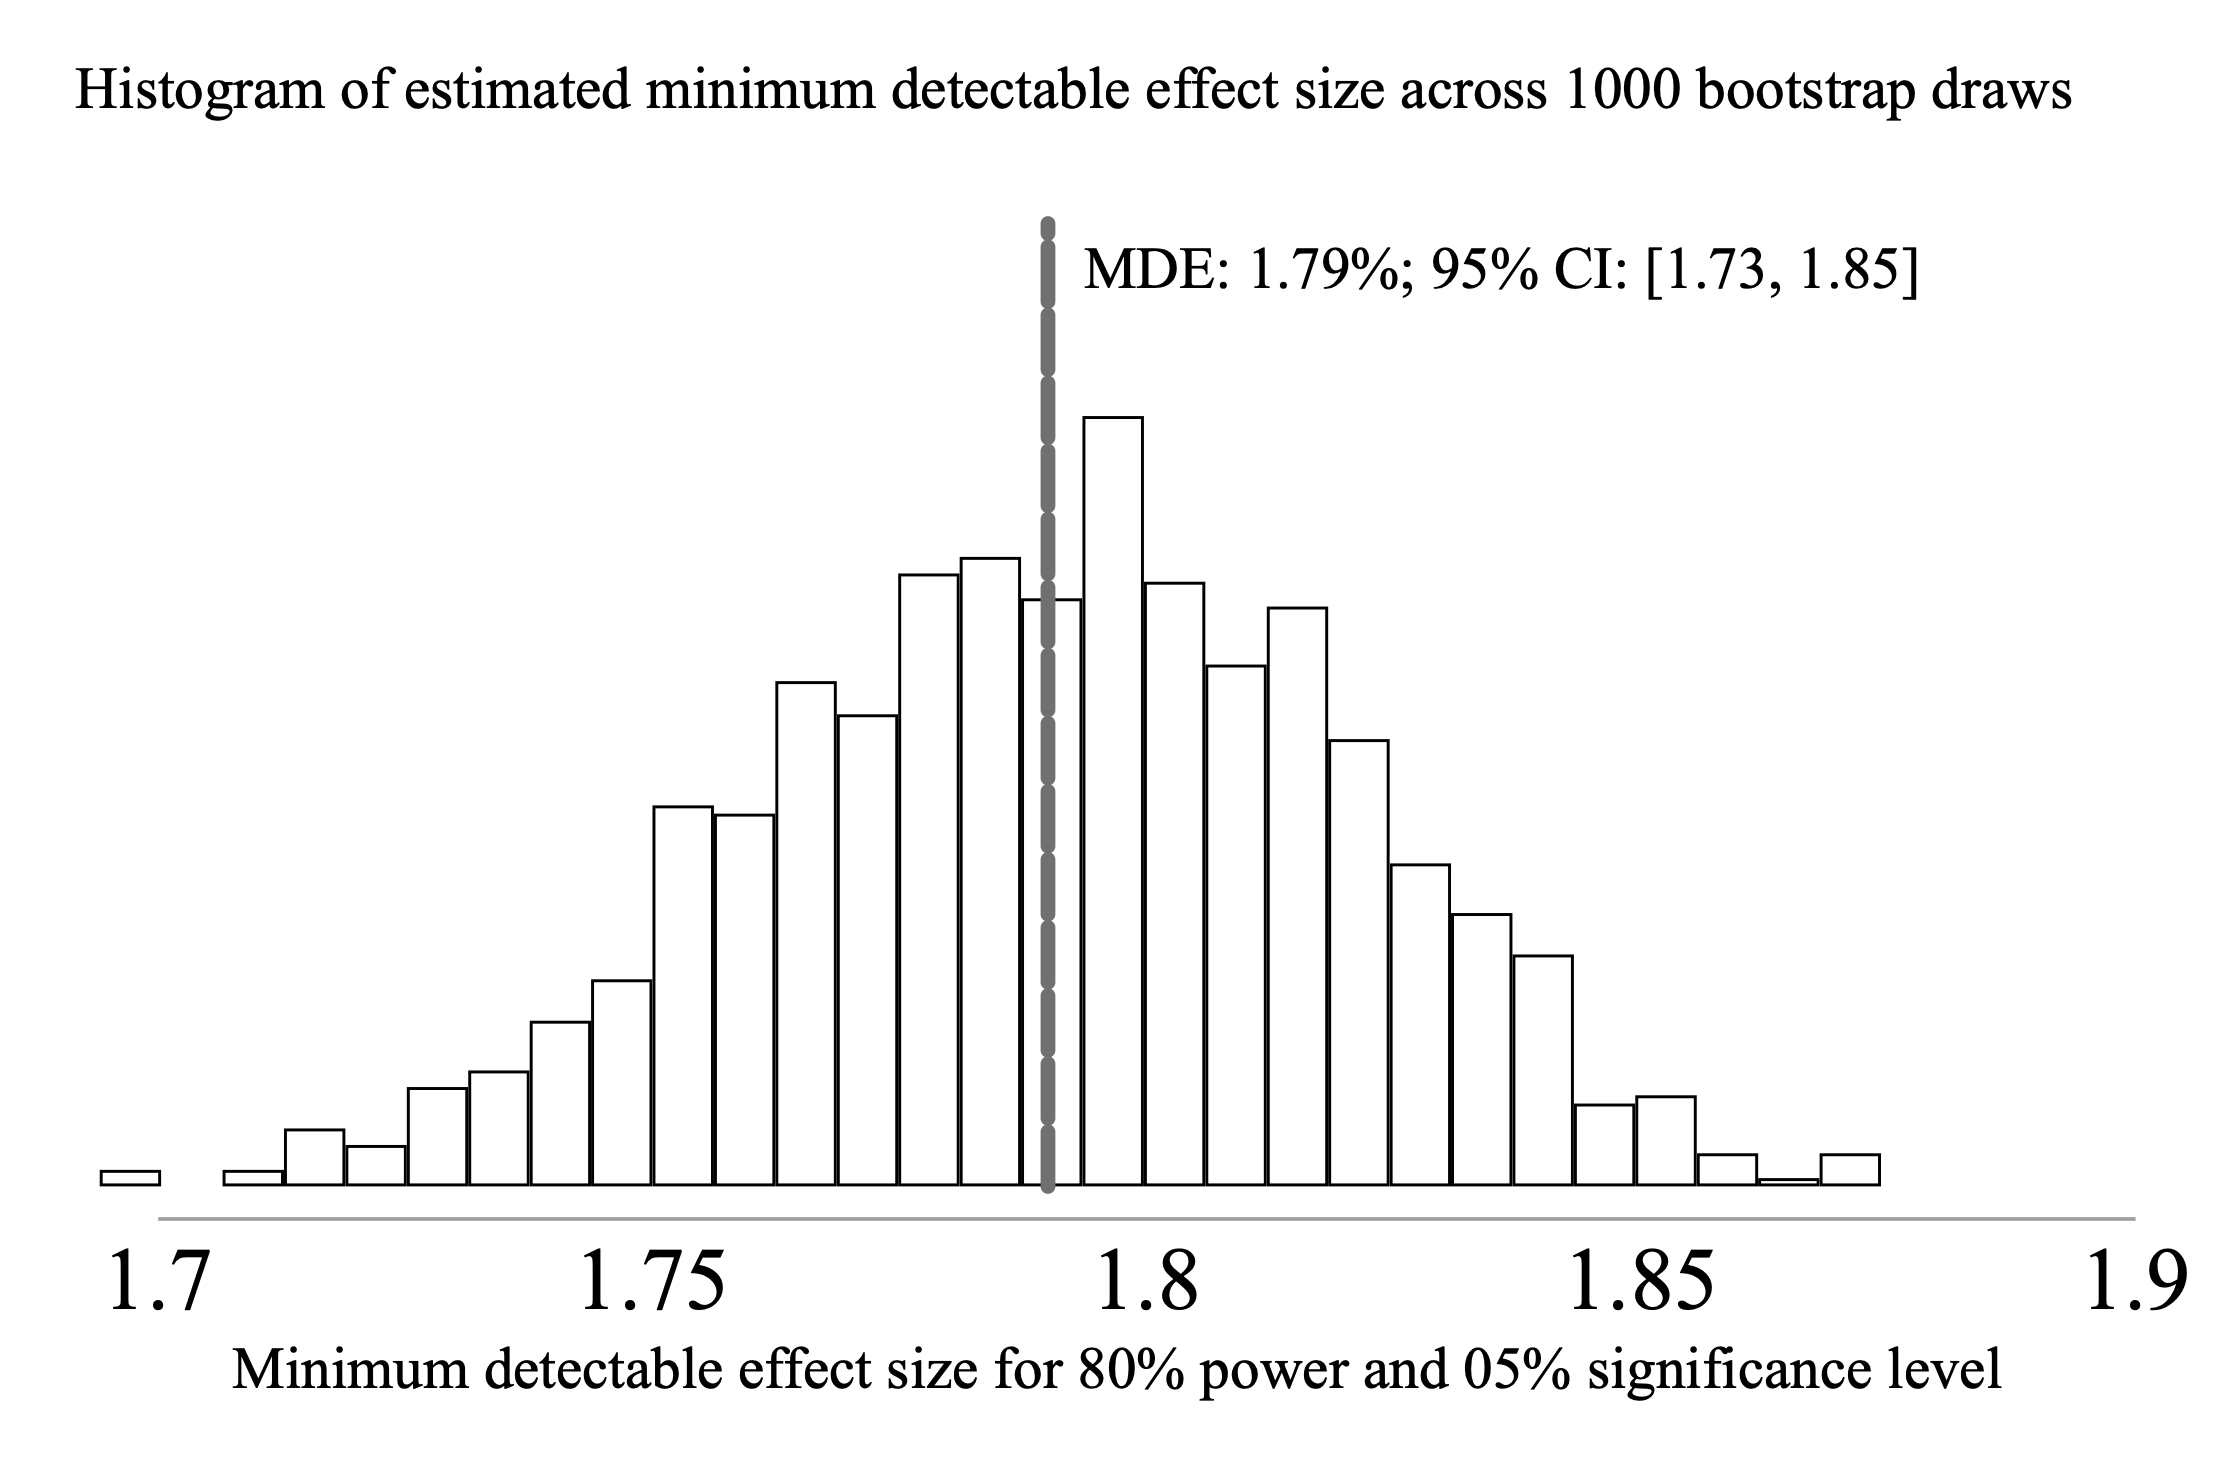 Histogram of estimated minimum detectable effect size across 1000 bootstrap draws
MDE: 1.79%; 95% CI: [1.73, 1.85]
1.7 1.75 1.8 1.85 1.9
Minimum detectable effect size for 80% power and 05% significance level